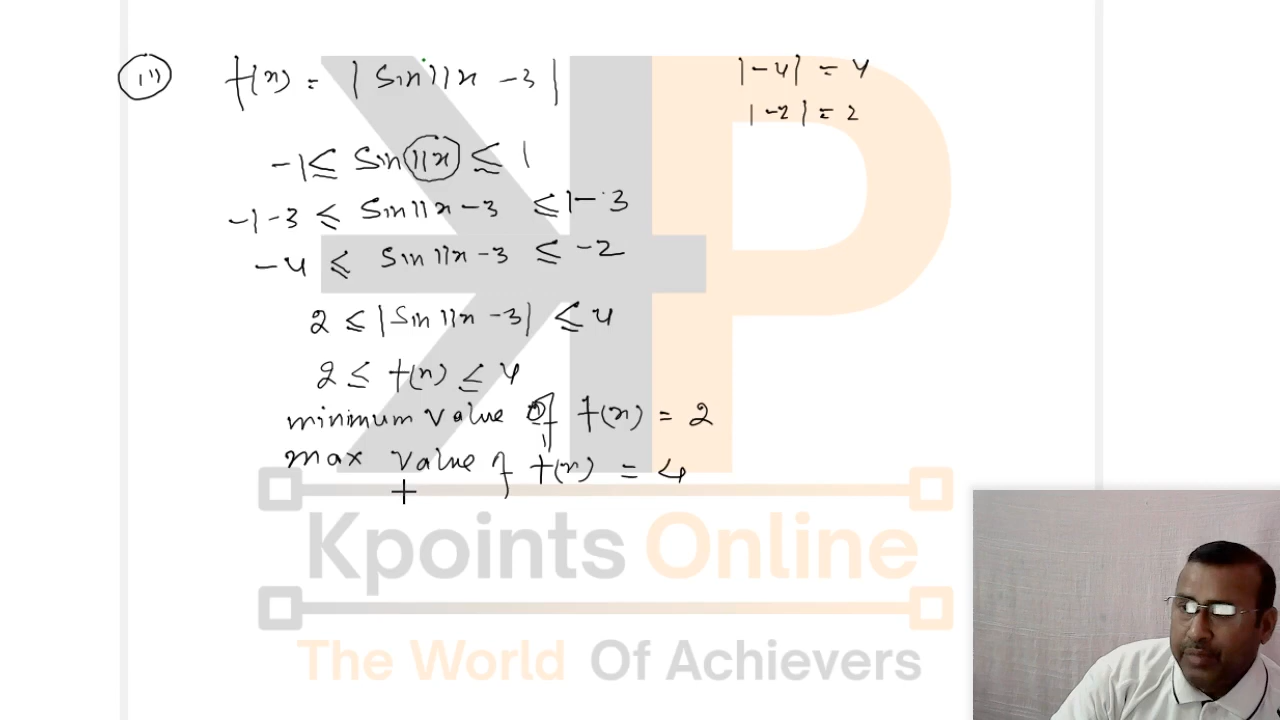 (ii) f(x) = | Sin 11x - 3 |
|-4| = 4
|-2| = 2
-1 ≤ Sin 11x ≤ 1
-1-3 ≤ Sin 11x - 3 ≤ 1-3
-4 ≤ Sin 11x - 3 ≤ -2
2 ≤ |Sin 11x - 3| ≤ 4
2 ≤ f(x) ≤ 4
minimum value of f(x) = 2
max value of f(x) = 4
Kpoints Online
The World Of Achievers